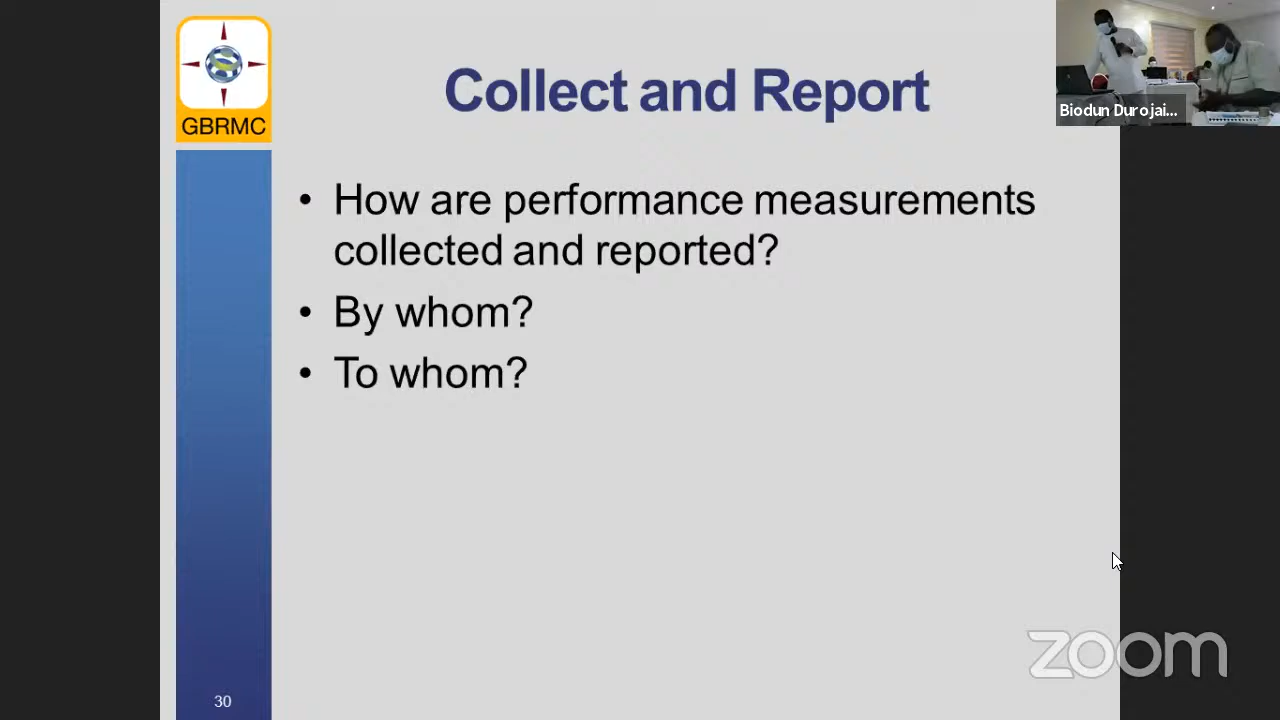 GBRMC
Collect and Report
• How are performance measurements
collected and reported?
• By whom?
• To whom?
30
Biodun Durojai...
zoom